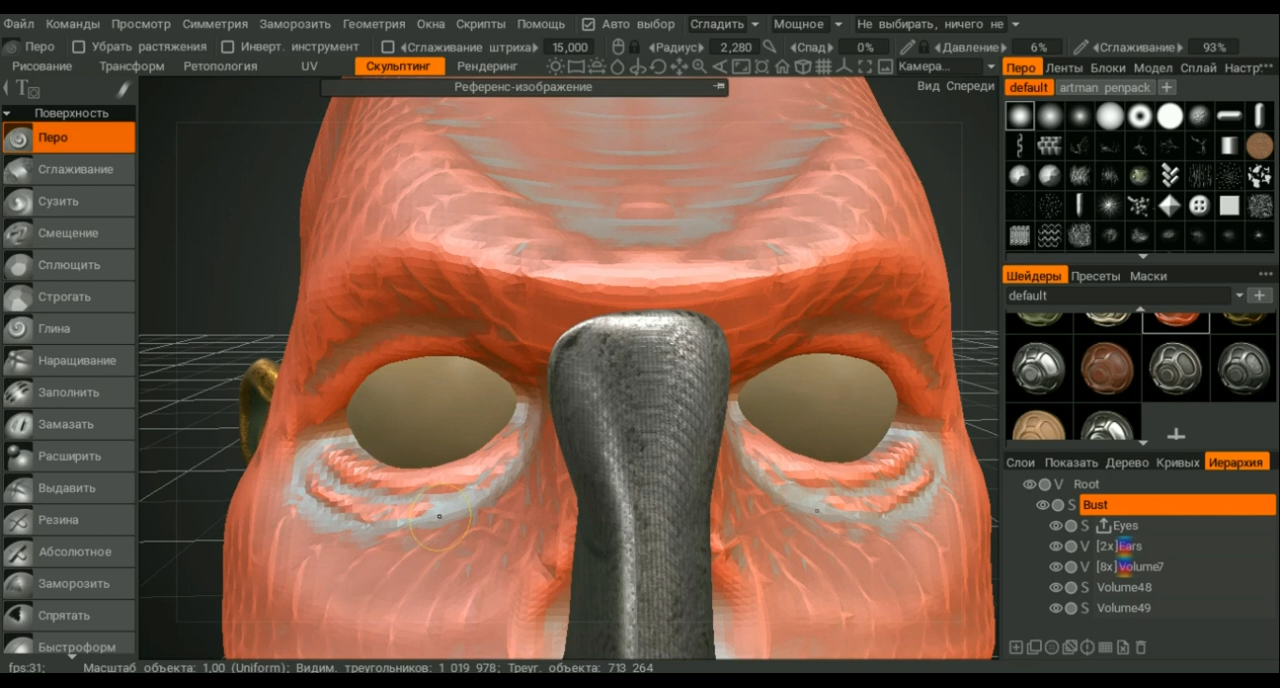 Файл Команды Просмотр Симметрия Заморозить Геометрия Окна Скрипты Помощь Авто выбор Сгладить Мощное Не выбирать, ничего не
Перо Убрать растяжения Инверт. инструмент Сглаживание штриха 15,000 Радиус 2,280 Спад 0% Давление 6% Сглаживание 93%
Рисование Трансформ Ретопология UV Скульптинг Рендеринг Камера...
Референс-изображение
Вид Спереди
Поверхность
Перо
Сглаживание
Сузить
Смещение
Сплющить
Строгать
Глина
Наращивание
Заполнить
Замазать
Расширить
Выдавить
Резина
Абсолютное
Заморозить
Спрятать
Быстроформ
Перо Ленты Блоки Модел Сплай Настр
default artman penpack
Шейдеры Пресеты Маски
default
Слои Показать Дерево Кривых Иерархия
V Root
S Bust
S Eyes
V [2x]Ears
V [8x]Volume7
S Volume48
S Volume49
fps:31; Масштаб объекта: 1,00 (Uniform); Видим. треугольников: 1 019 978; Треуг. объекта: 713 264